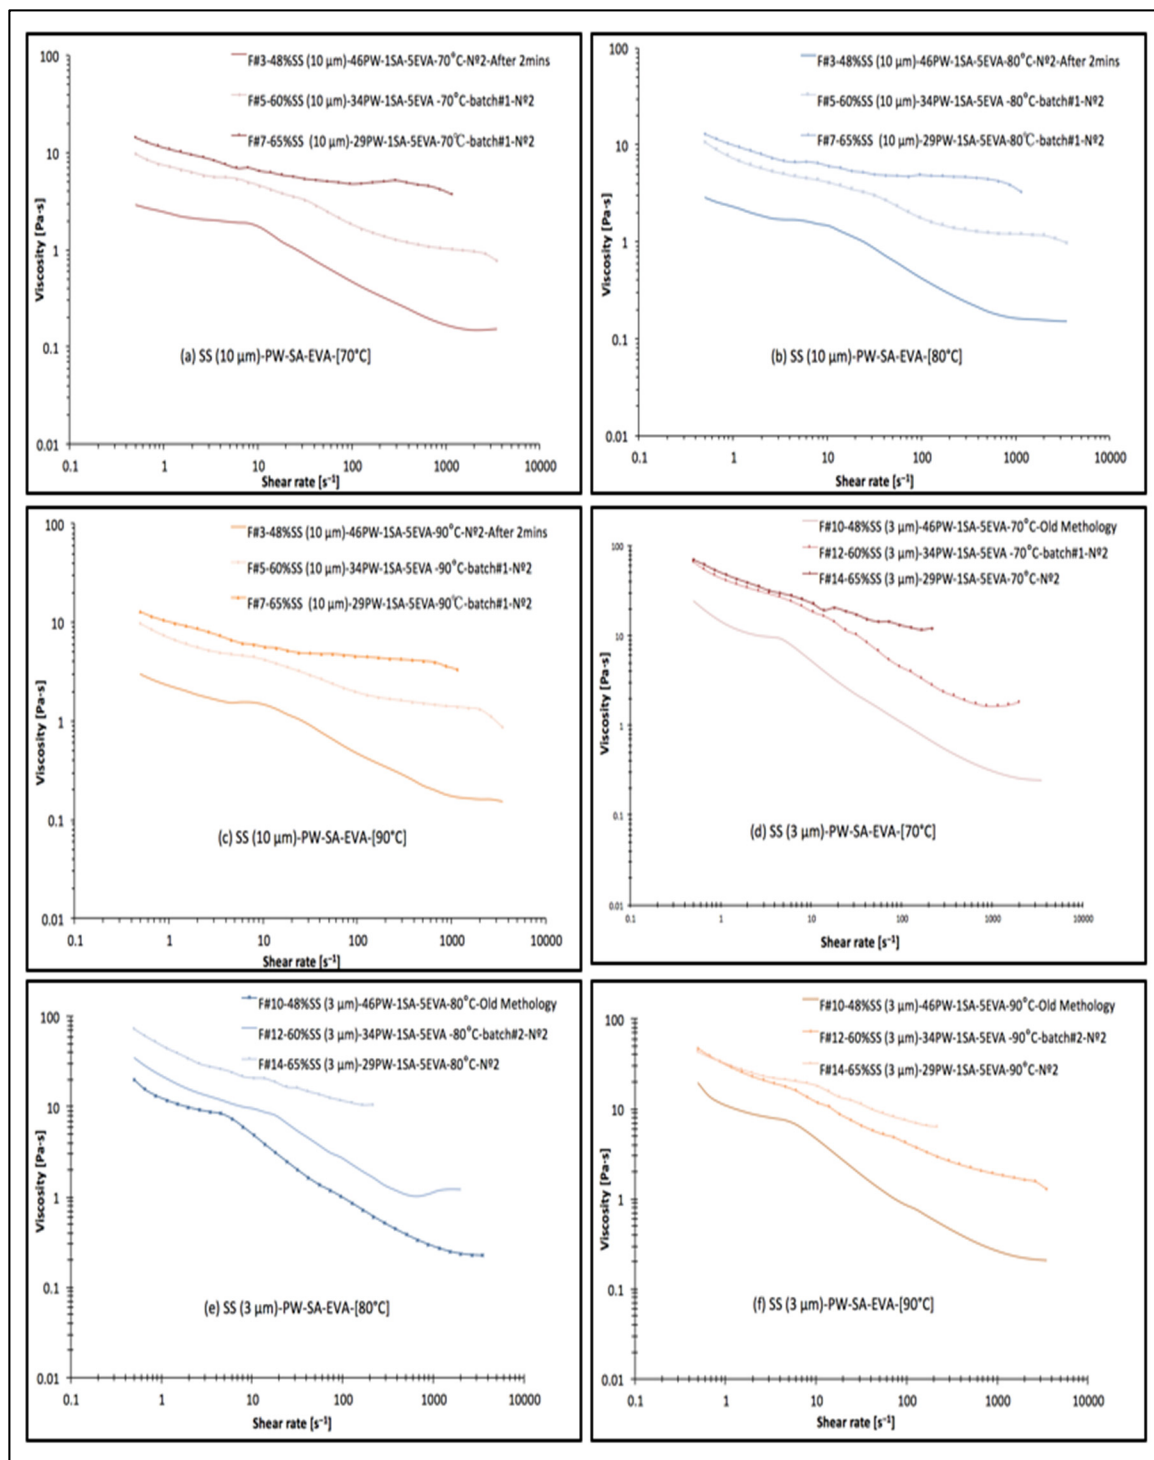 F#3-48%SS (10 µm)-46PW-1SA-5EVA-70°C-Nº2-After 2mins
F#5-60%SS (10 µm)-34PW-1SA-5EVA -70°C-batch#1-Nº2
F#7-65%SS (10 µm)-29PW-1SA-5EVA-70℃-batch#1-Nº2
100
10
1
0.1
0.01
Viscosity [Pa-s]
(a) SS (10 µm)-PW-SA-EVA-[70°C]
0.1 1 10 100 1000 10000
Shear rate [s⁻¹]
F#3-48%SS (10 µm)-46PW-1SA-5EVA-80°C-Nº2-After 2mins
F#5-60%SS (10 µm)-34PW-1SA-5EVA -80°C-batch#1-Nº2
F#7-65%SS (10 µm)-29PW-1SA-5EVA-80℃-batch#1-Nº2
100
10
1
0.1
0.01
Viscosity [Pa-s]
(b) SS (10 µm)-PW-SA-EVA-[80°C]
0.1 1 10 100 1000 10000
Shear rate [s⁻¹]
F#3-48%SS (10 µm)-46PW-1SA-5EVA-90°C-Nº2-After 2mins
F#5-60%SS (10 µm)-34PW-1SA-5EVA -90°C-batch#1-Nº2
F#7-65%SS (10 µm)-29PW-1SA-5EVA-90℃-batch#1-Nº2
100
10
1
0.1
0.01
Viscosity [Pa-s]
(c) SS (10 µm)-PW-SA-EVA-[90°C]
0.1 1 10 100 1000 10000
Shear rate [s⁻¹]
F#10-48%SS (3 µm)-46PW-1SA-5EVA-70°C-Old Methology
F#12-60%SS (3 µm)-34PW-1SA-5EVA -70°C-batch#1-Nº2
F#14-65%SS (3 µm)-29PW-1SA-5EVA-70°C-Nº2
100
10
1
0.1
0.01
Viscosity [Pa-s]
(d) SS (3 µm)-PW-SA-EVA-[70°C]
0.1 1 10 100 1000 10000
Shear rate [s⁻¹]
F#10-48%SS (3 µm)-46PW-1SA-5EVA-80°C-Old Methology
F#12-60%SS (3 µm)-34PW-1SA-5EVA -80°C-batch#2-Nº2
F#14-65%SS (3 µm)-29PW-1SA-5EVA-80°C-Nº2
100
10
1
0.1
0.01
Viscosity [Pa-s]
(e) SS (3 µm)-PW-SA-EVA-[80°C]
0.1 1 10 100 1000 10000
Shear rate [s⁻¹]
F#10-48%SS (3 µm)-46PW-1SA-5EVA-90°C-Old Methology
F#12-60%SS (3 µm)-34PW-1SA-5EVA -90°C-batch#2-Nº2
F#14-65%SS (3 µm)-29PW-1SA-5EVA-90°C-Nº2
100
10
1
0.1
0.01
Viscosity [Pa-s]
(f) SS (3 µm)-PW-SA-EVA-[90°C]
0.1 1 10 100 1000 10000
Shear rate [s⁻¹]